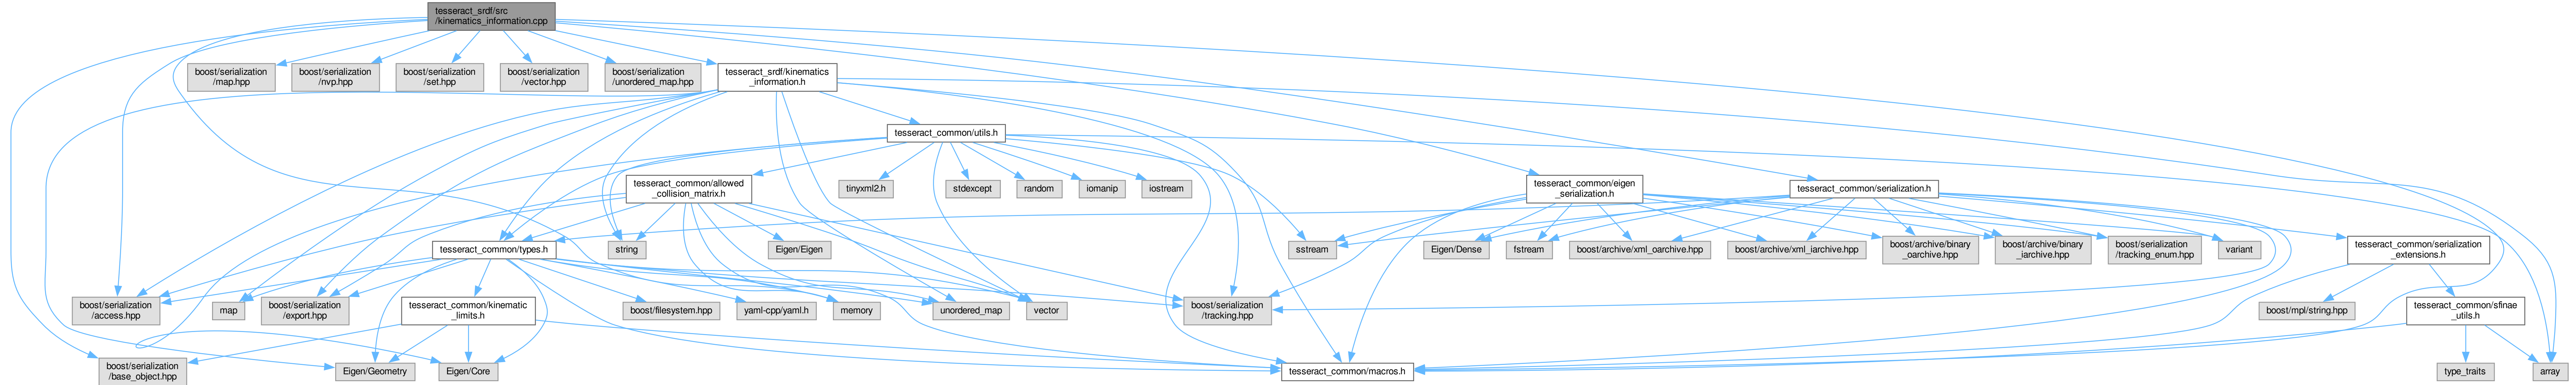 tesseract_srdf/src
/kinematics_information.cpp
boost/serialization
/map.hpp
boost/serialization
/nvp.hpp
boost/serialization
/set.hpp
boost/serialization
/vector.hpp
boost/serialization
/unordered_map.hpp
tesseract_srdf/kinematics
_information.h
tesseract_common/utils.h
tesseract_common/allowed
_collision_matrix.h
tinyxml2.h
stdexcept
random
iomanip
iostream
tesseract_common/eigen
_serialization.h
tesseract_common/serialization.h
tesseract_common/types.h
string
Eigen/Eigen
sstream
Eigen/Dense
fstream
boost/archive/xml_oarchive.hpp
boost/archive/xml_iarchive.hpp
boost/archive/binary
_oarchive.hpp
boost/archive/binary
_iarchive.hpp
boost/serialization
/tracking_enum.hpp
variant
tesseract_common/serialization
_extensions.h
boost/serialization
/access.hpp
map
boost/serialization
/export.hpp
tesseract_common/kinematic
_limits.h
boost/filesystem.hpp
yaml-cpp/yaml.h
memory
unordered_map
vector
boost/serialization
/tracking.hpp
boost/mpl/string.hpp
tesseract_common/sfinae
_utils.h
boost/serialization
/base_object.hpp
Eigen/Geometry
Eigen/Core
tesseract_common/macros.h
type_traits
array